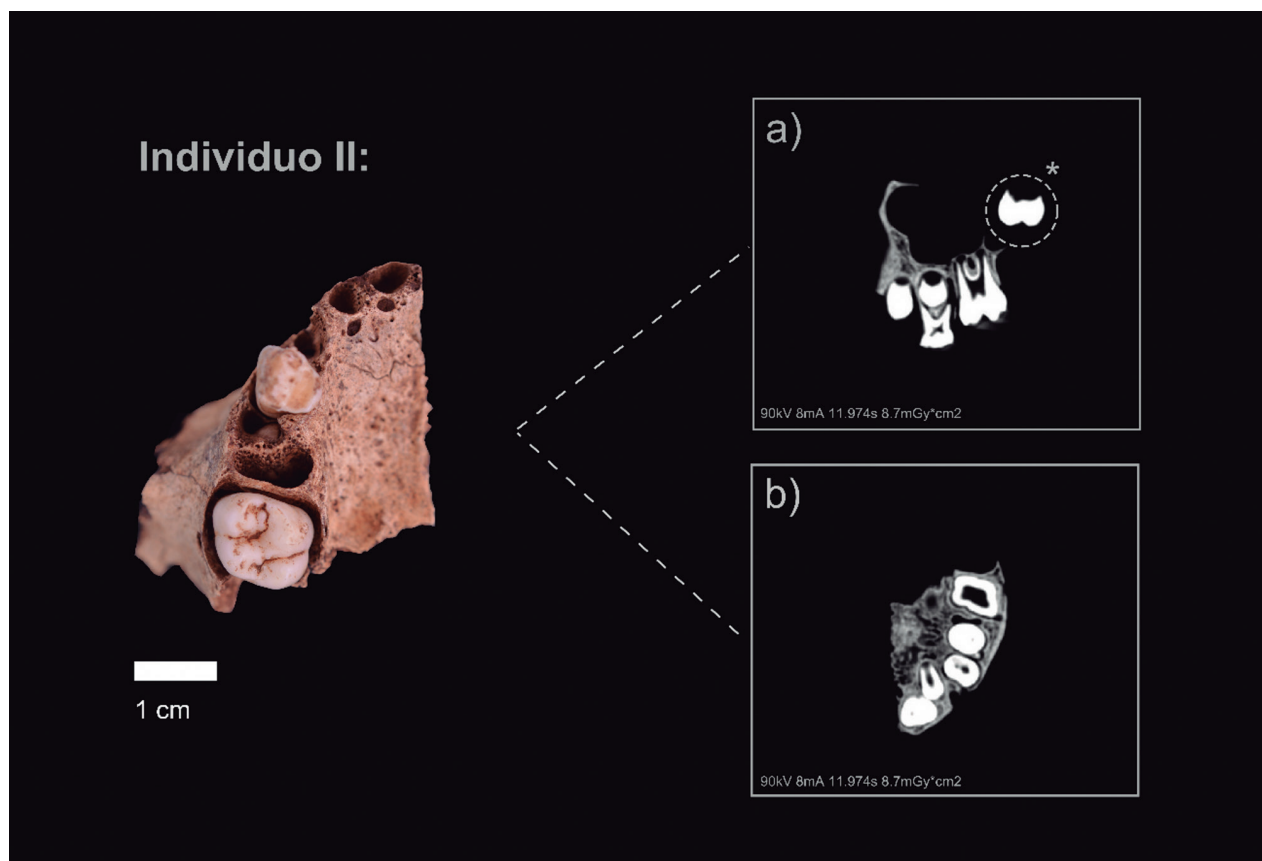 Individuo II:
1 cm
a)
*
90kV 8mA 11.974s 8.7mGy*cm2
b)
90kV 8mA 11.974s 8.7mGy*cm2